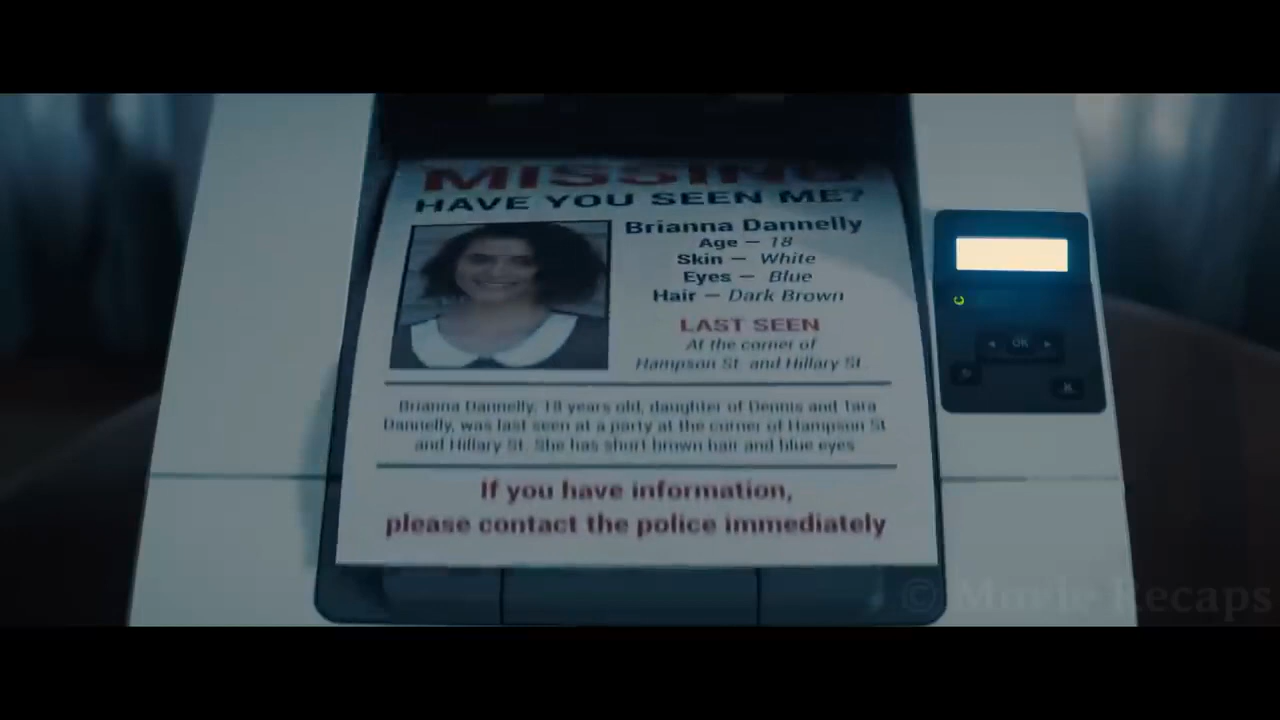 MISSING
HAVE YOU SEEN ME?
Brianna Dannelly
Age — 18
Skin — White
Eyes — Blue
Hair — Dark Brown
LAST SEEN
At the corner of
Hampson St. and Hillary St.
Brianna Dannelly, 18 years old, daughter of Dennis and Tara
Dannelly, was last seen at a party at the corner of Hampson St
and Hillary St. She has short brown hair and blue eyes
If you have information,
please contact the police immediately
OK
© Movie Recaps